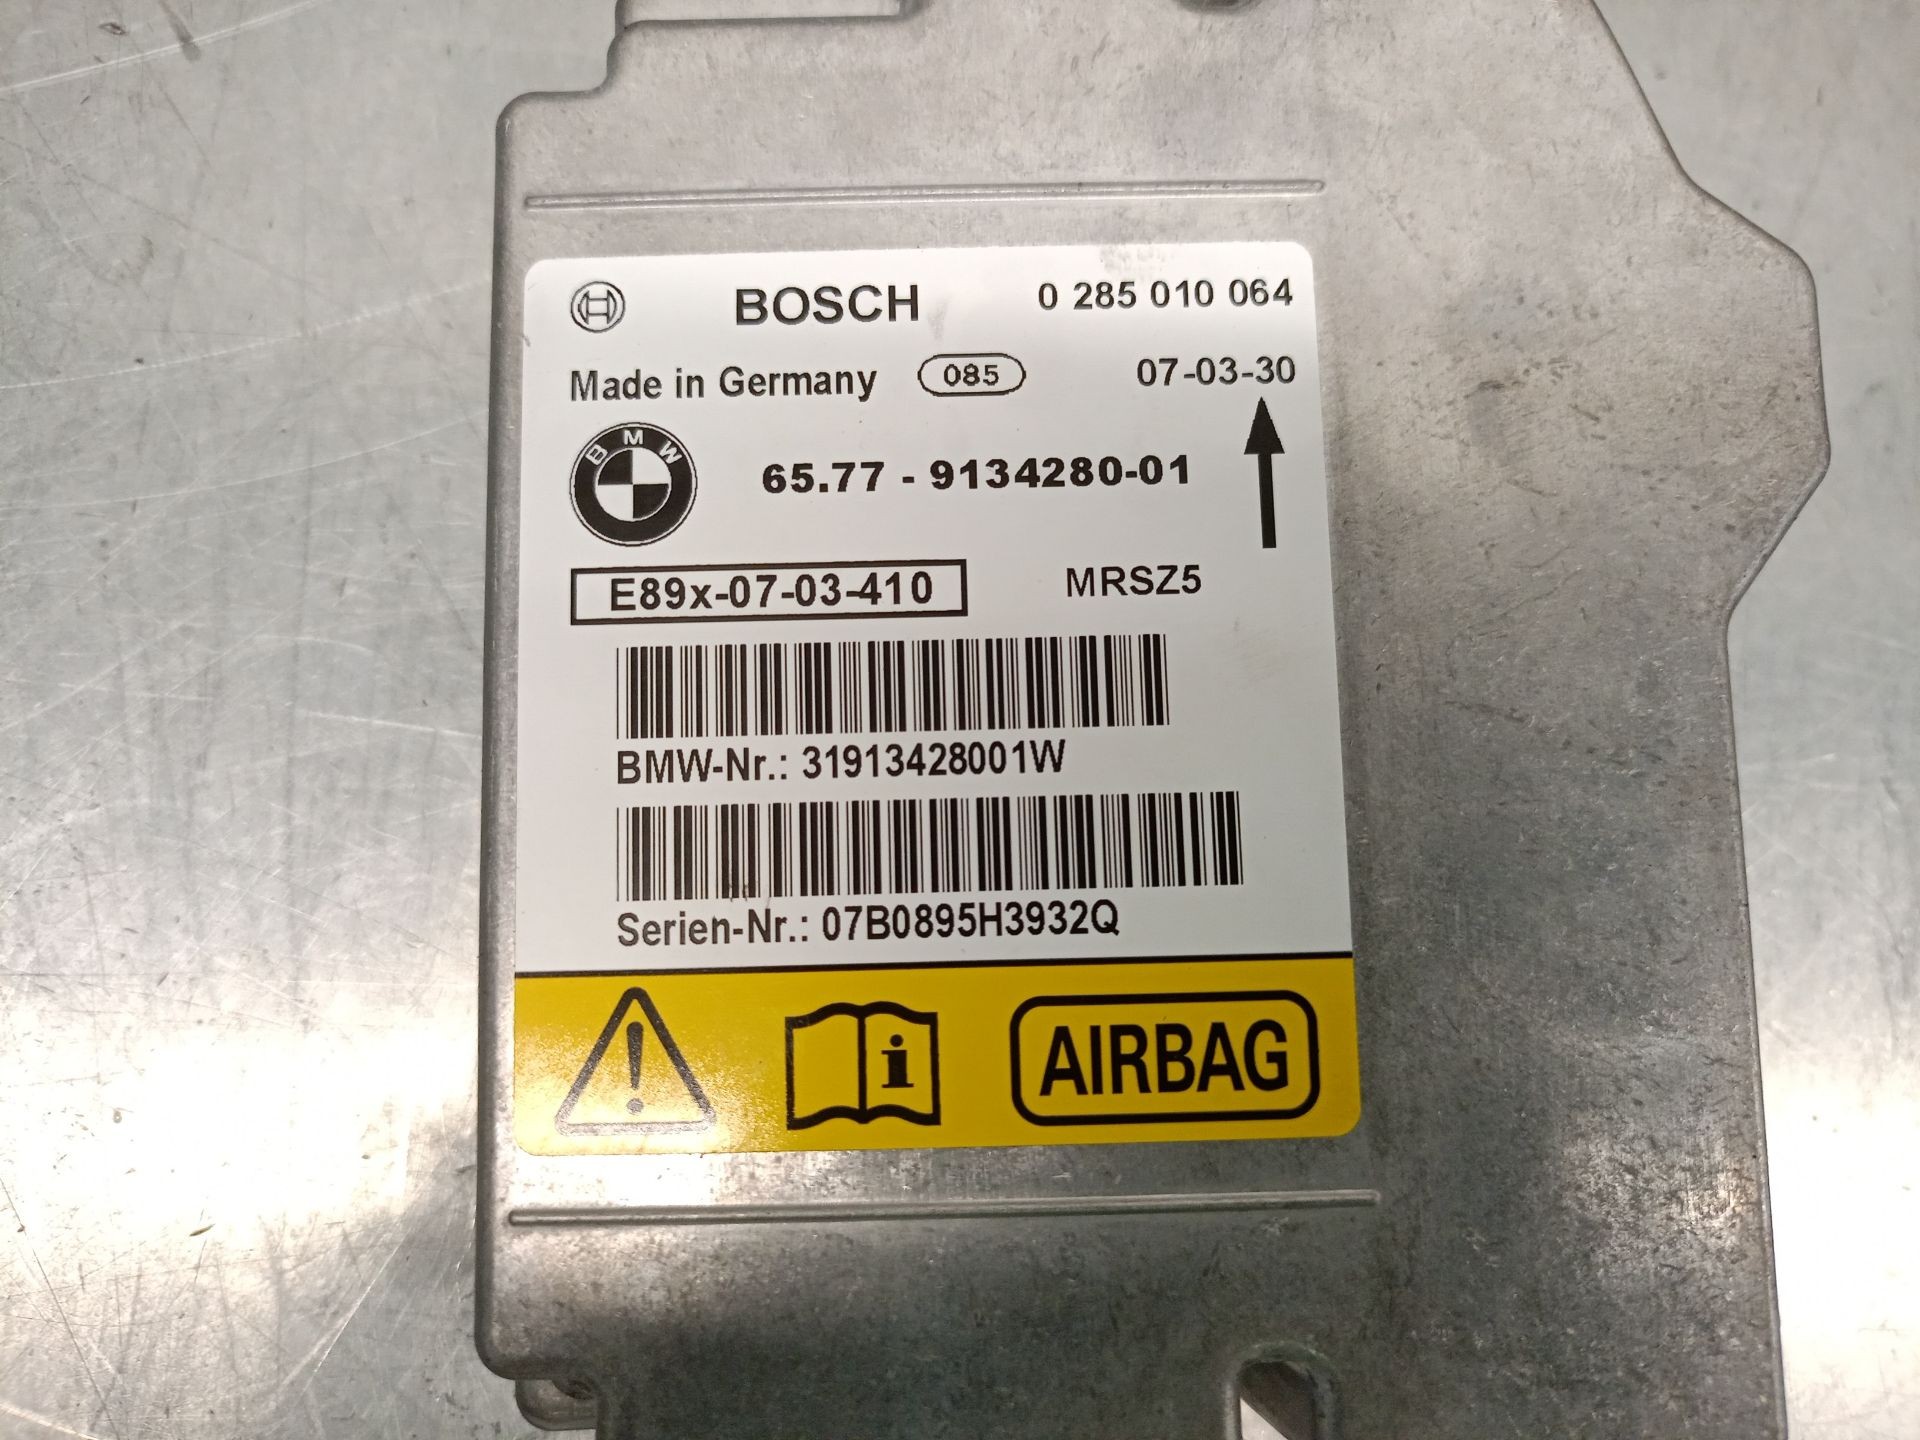 BOSCH 0 285 010 064
Made in Germany 085 07-03-30
BMW 65.77 - 9134280-01
E89x-07-03-410 MRSZ5
BMW-Nr.: 31913428001W
Serien-Nr.: 07B0895H3932Q
AIRBAG